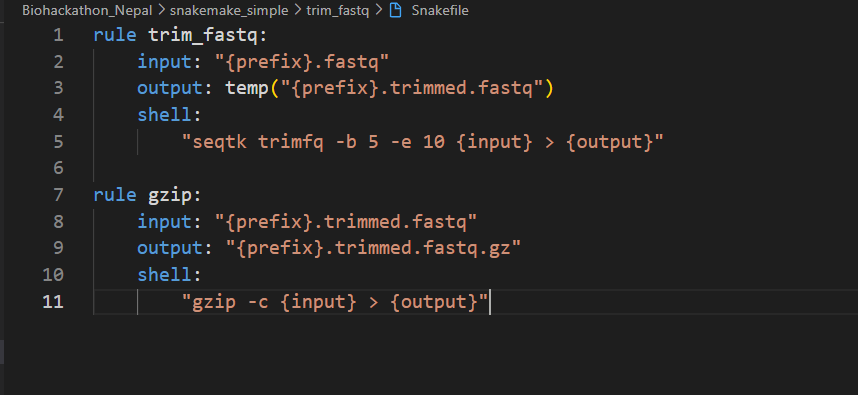 Biohackathon_Nepal > snakemake_simple > trim_fastq > Snakefile
1 rule trim_fastq:
2     input: "{prefix}.fastq"
3     output: temp("{prefix}.trimmed.fastq")
4     shell:
5         "seqtk trimfq -b 5 -e 10 {input} > {output}"
6
7 rule gzip:
8     input: "{prefix}.trimmed.fastq"
9     output: "{prefix}.trimmed.fastq.gz"
10     shell:
11         "gzip -c {input} > {output}"